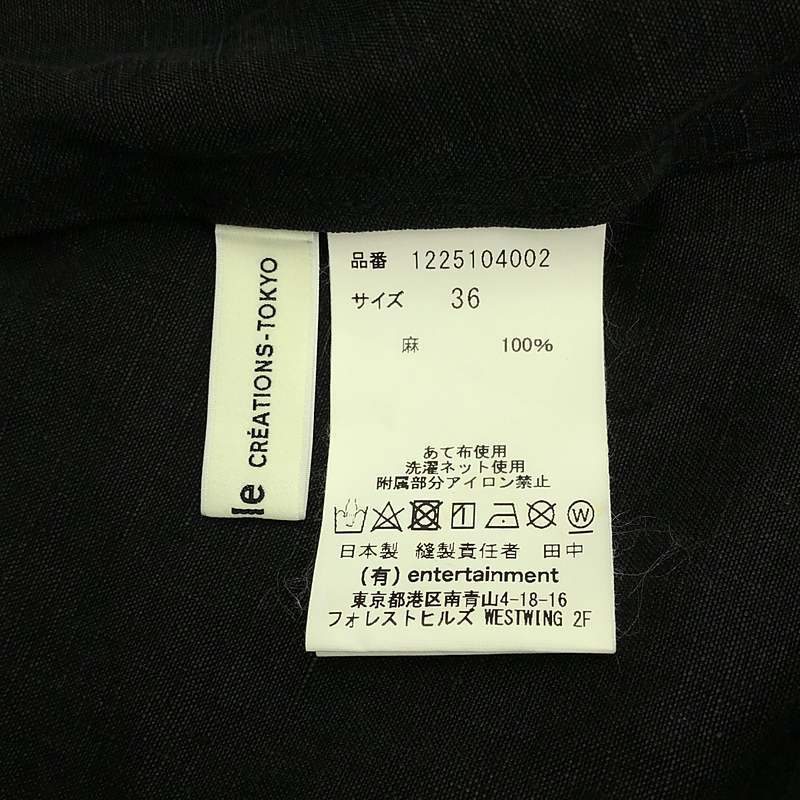 le CRÉATIONS-TOKYO
品番 1225104002
サイズ 36
麻 100%
あて布使用
洗濯ネット使用
附属部分アイロン禁止
日本製 縫製責任者 田中
(有) entertainment
東京都港区南青山4-18-16
フォレストヒルズ WESTWING 2F